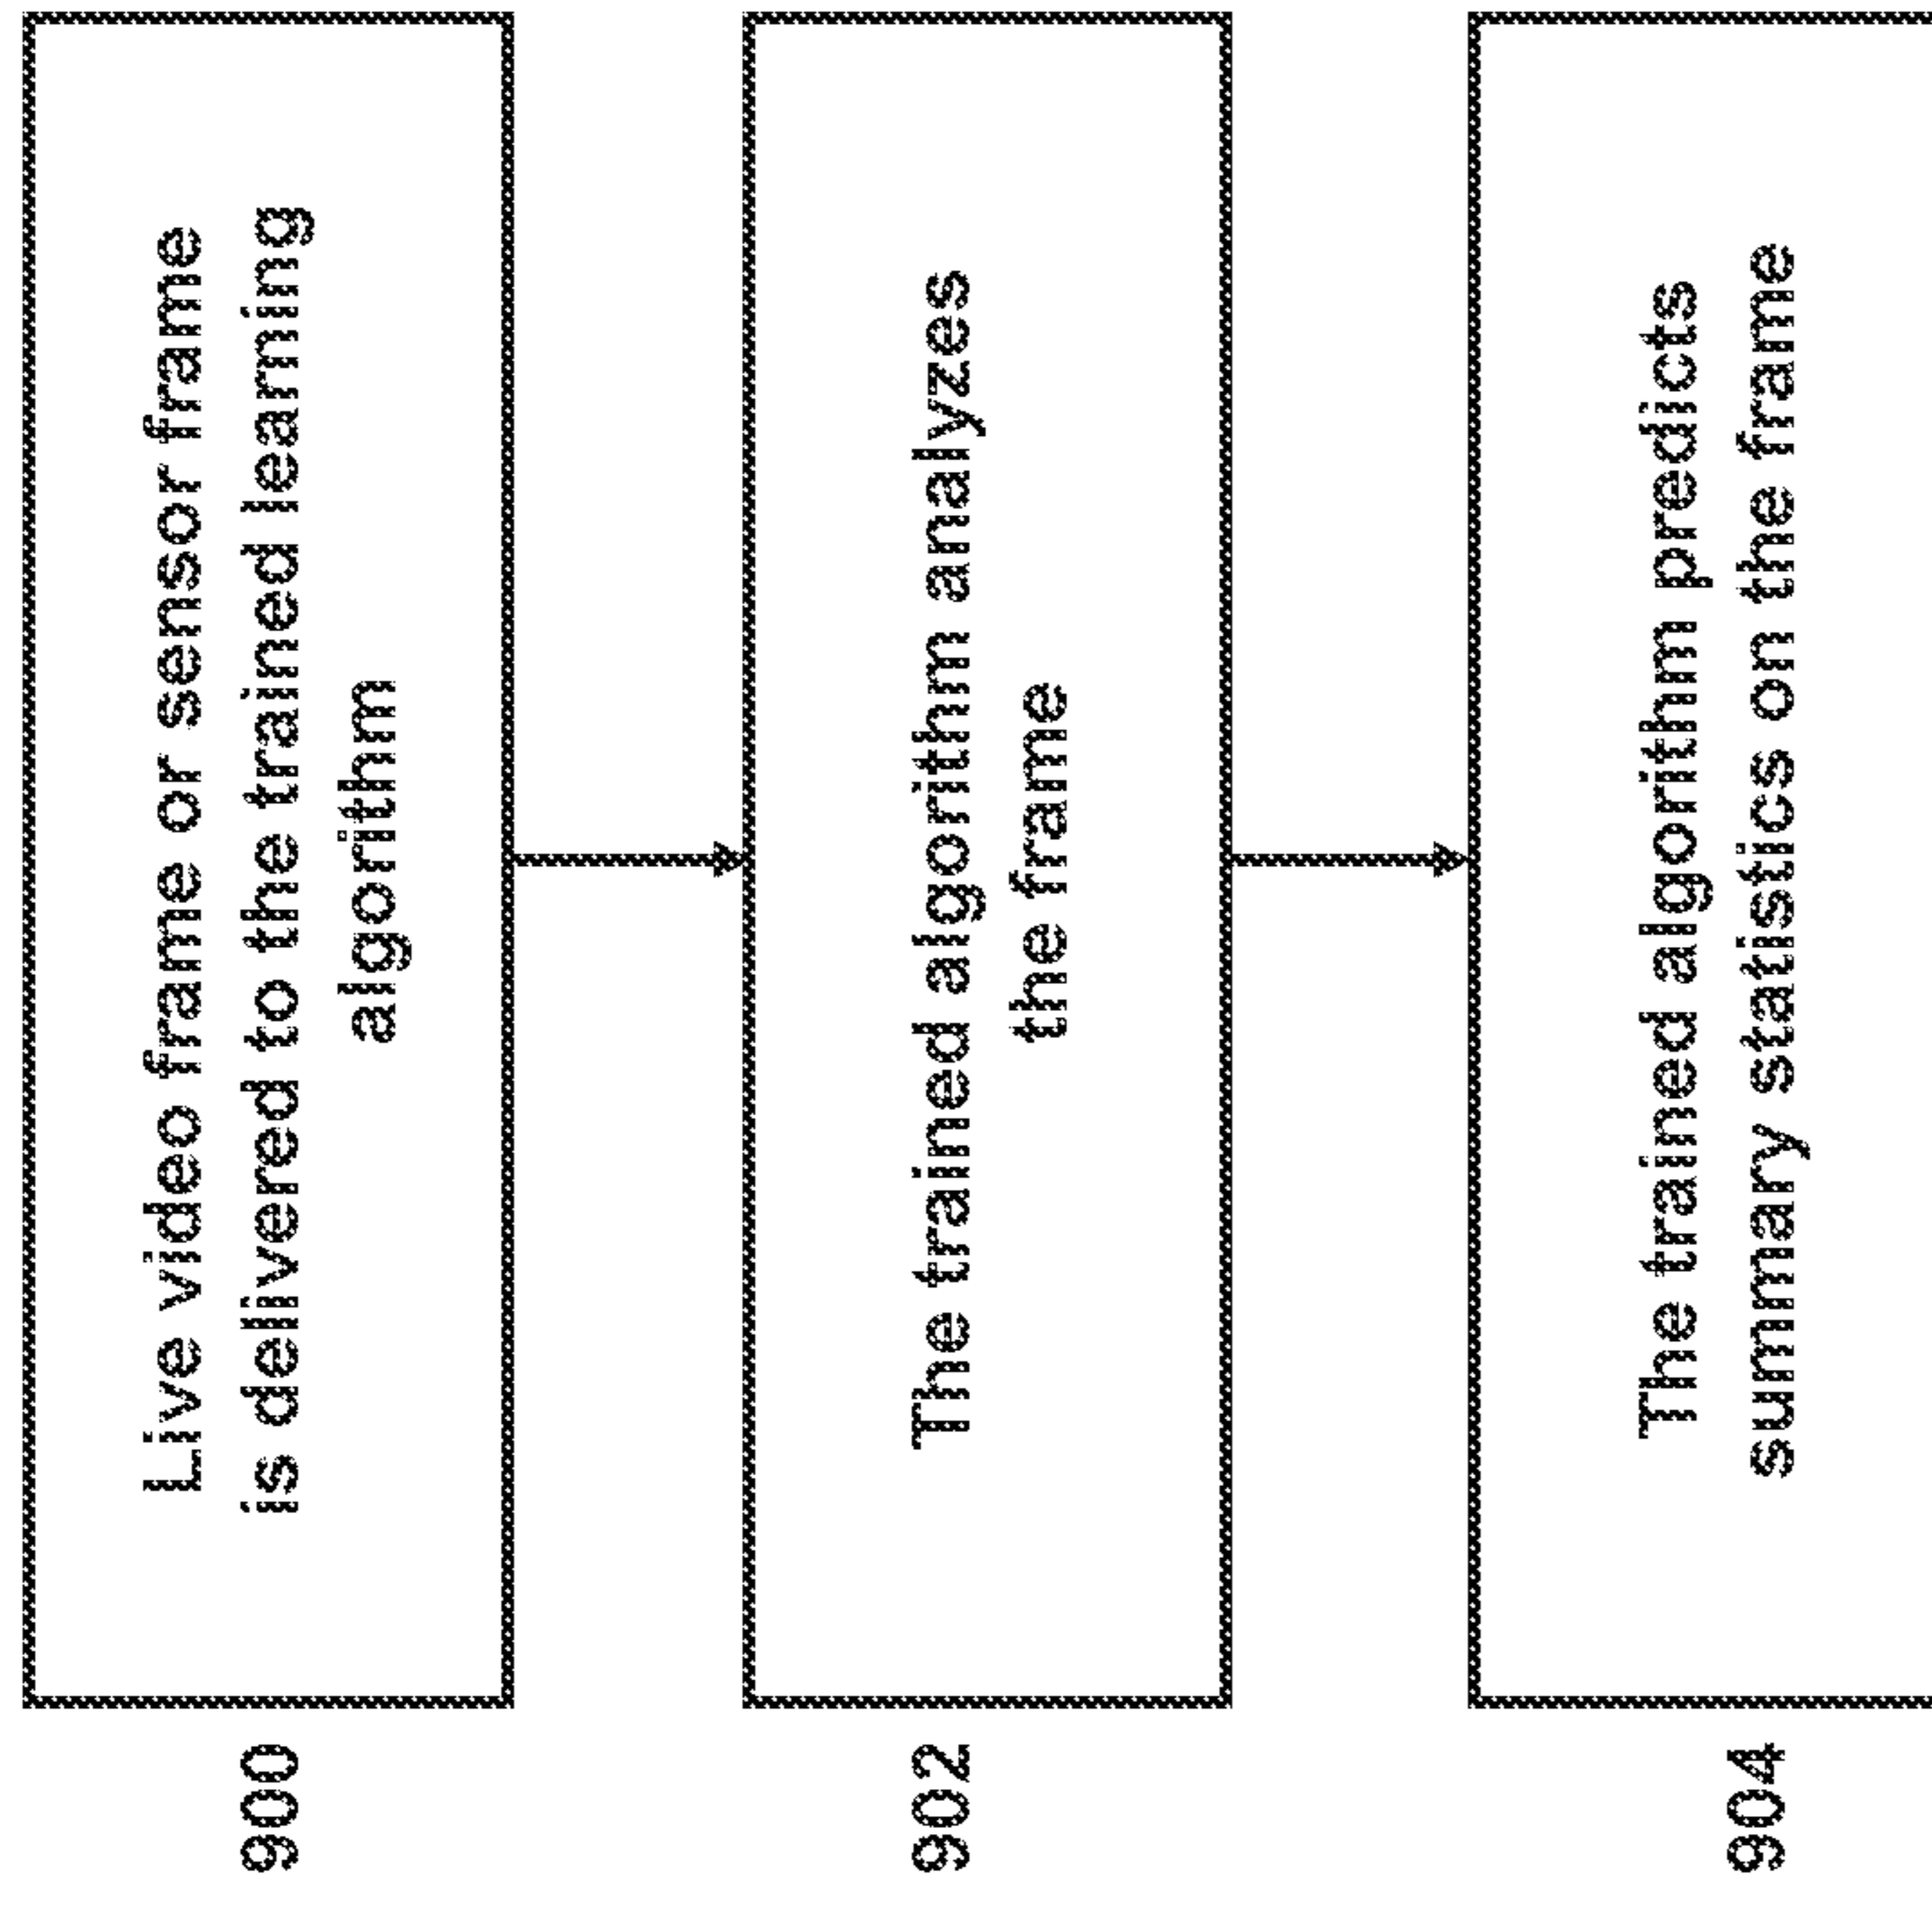 900
Live video frame or sensor frame
is delivered to the trained learning
algorithm
902
The trained algorithm analyzes
the frame
904
The trained algorithm predicts
summary statistics on the frame